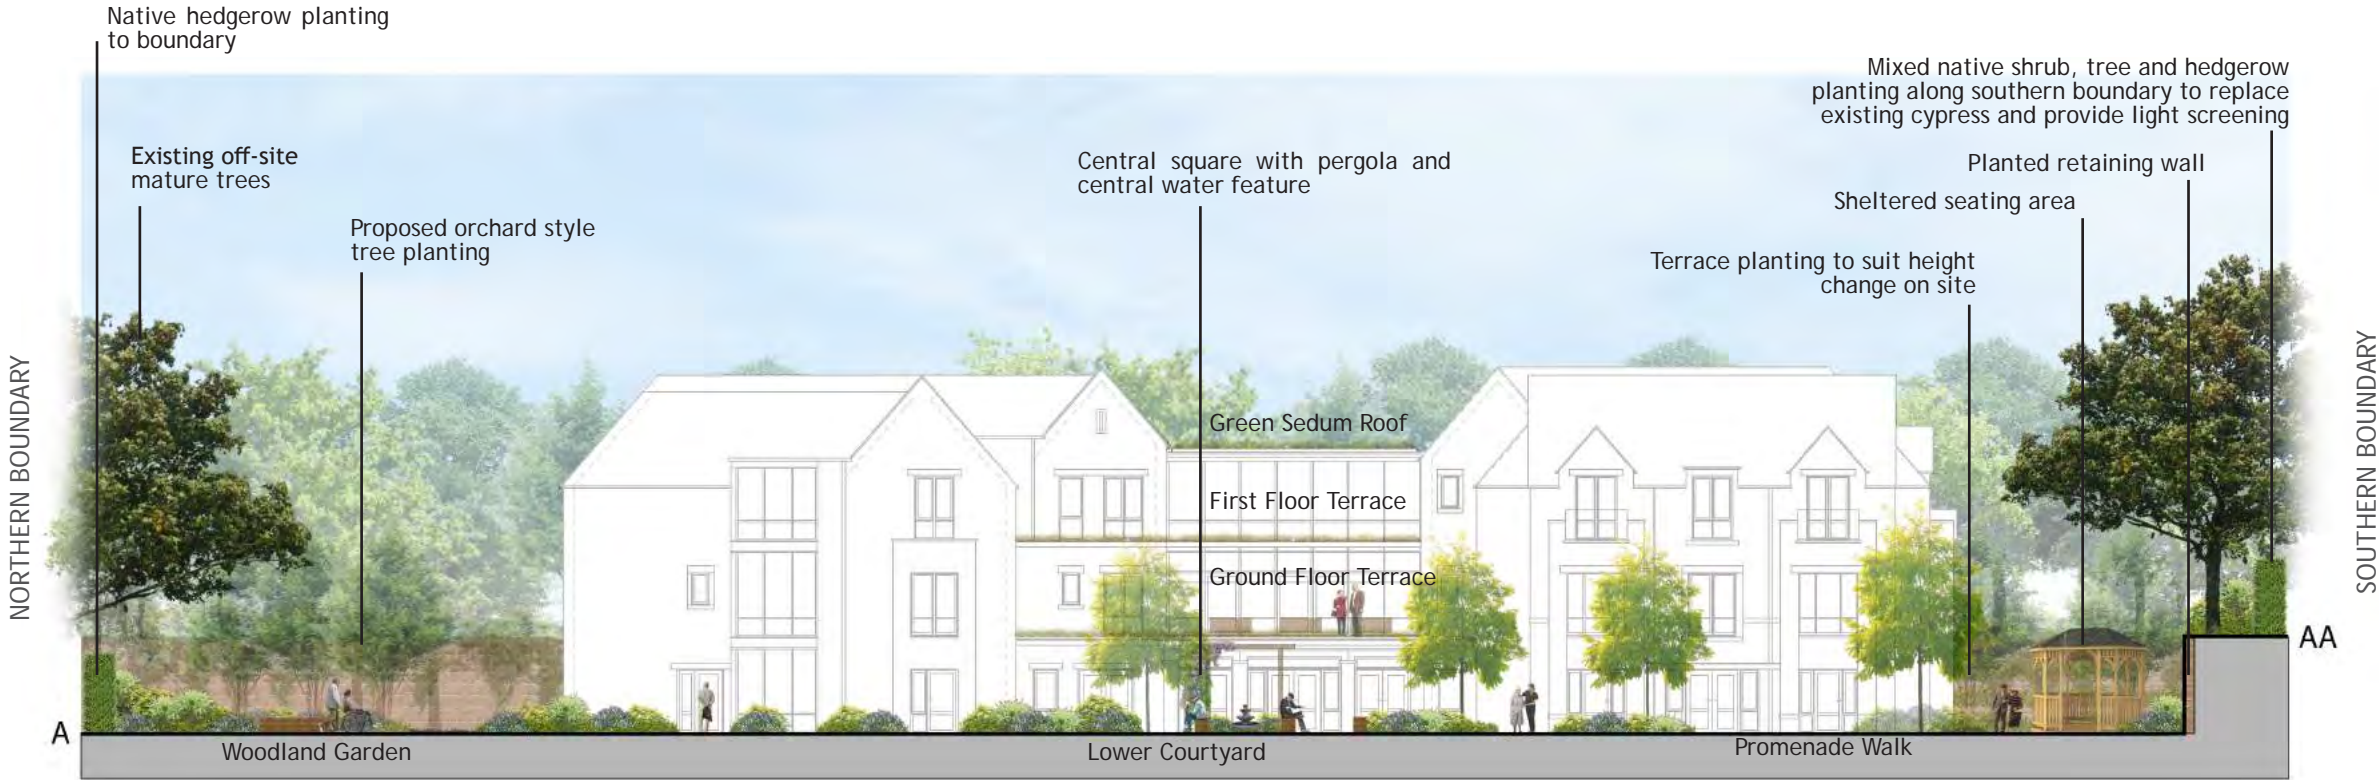 Native hedgerow planting
to boundary
Mixed native shrub, tree and hedgerow
planting along southern boundary to replace
existing cypress and provide light screening
Existing off-site
mature trees
Central square with pergola and
central water feature
Planted retaining wall
Sheltered seating area
Proposed orchard style
tree planting
Terrace planting to suit height
change on site
NORTHERN BOUNDARY
SOUTHERN BOUNDARY
Green Sedum Roof
First Floor Terrace
Ground Floor Terrace
AA
A
Woodland Garden
Lower Courtyard
Promenade Walk